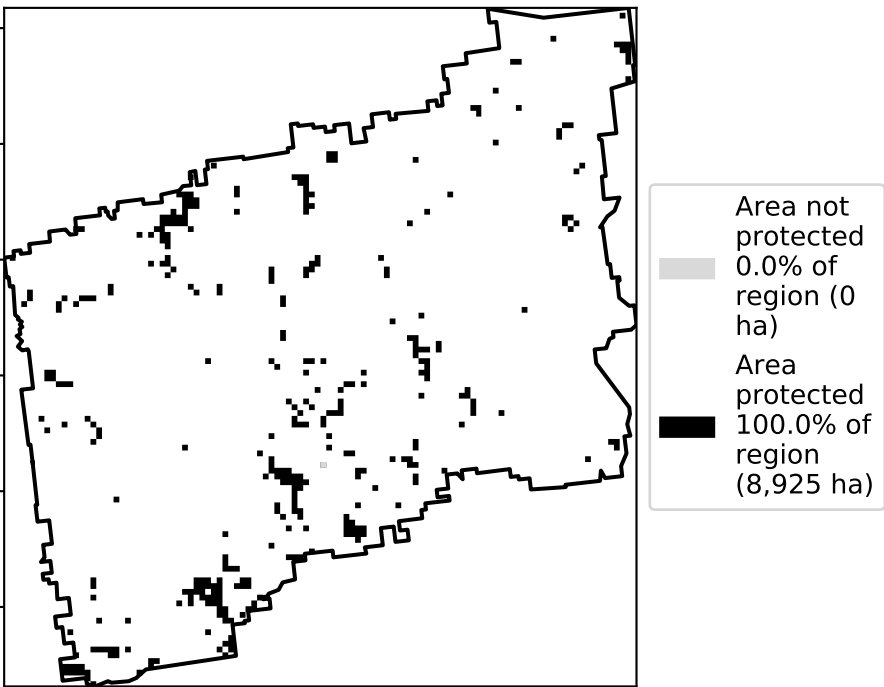 Area not
protected
0.0% of
region (0
ha)
Area
protected
100.0% of
region
(8,925 ha)